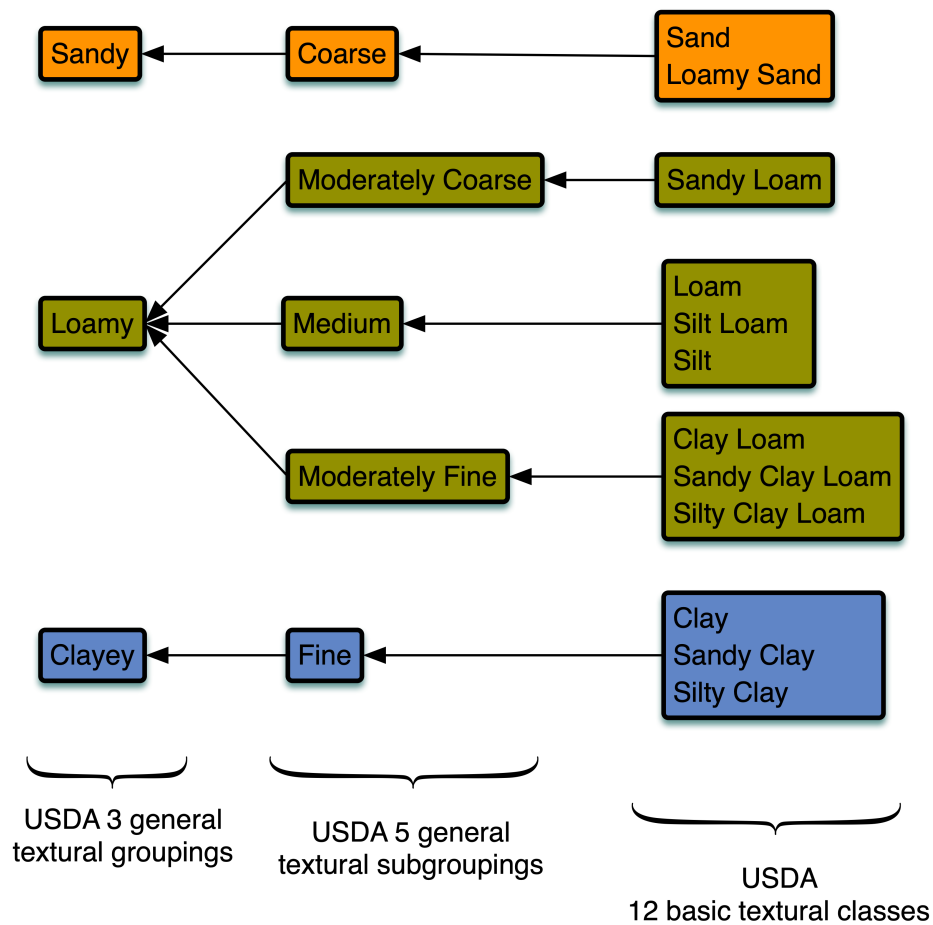 Sandy
Coarse
Sand
Loamy Sand
Moderately Coarse
Sandy Loam
Loamy
Medium
Loam
Silt Loam
Silt
Moderately Fine
Clay Loam
Sandy Clay Loam
Silty Clay Loam
Clayey
Fine
Clay
Sandy Clay
Silty Clay
USDA 3 general
textural groupings
USDA 5 general
textural subgroupings
USDA
12 basic textural classes